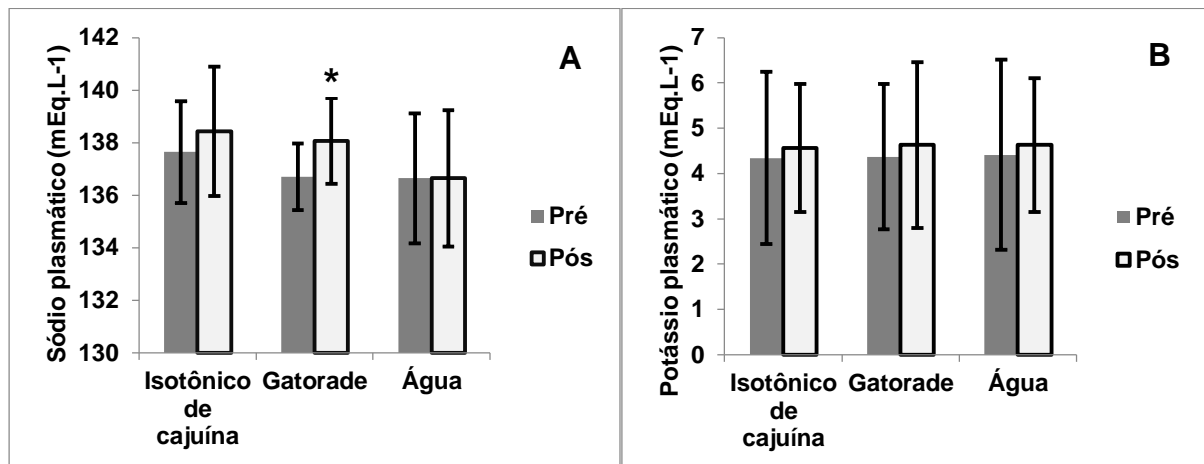 A
Sódio plasmático (mEq.L-1)
142
140
138
136
134
132
130
*
Isotônico
de
cajuína
Gatorade
Água
Pré
Pós
B
Potássio plasmático (mEq.L-1)
7
6
5
4
3
2
1
0
Isotônico
de
cajuína
Gatorade
Água
Pré
Pós